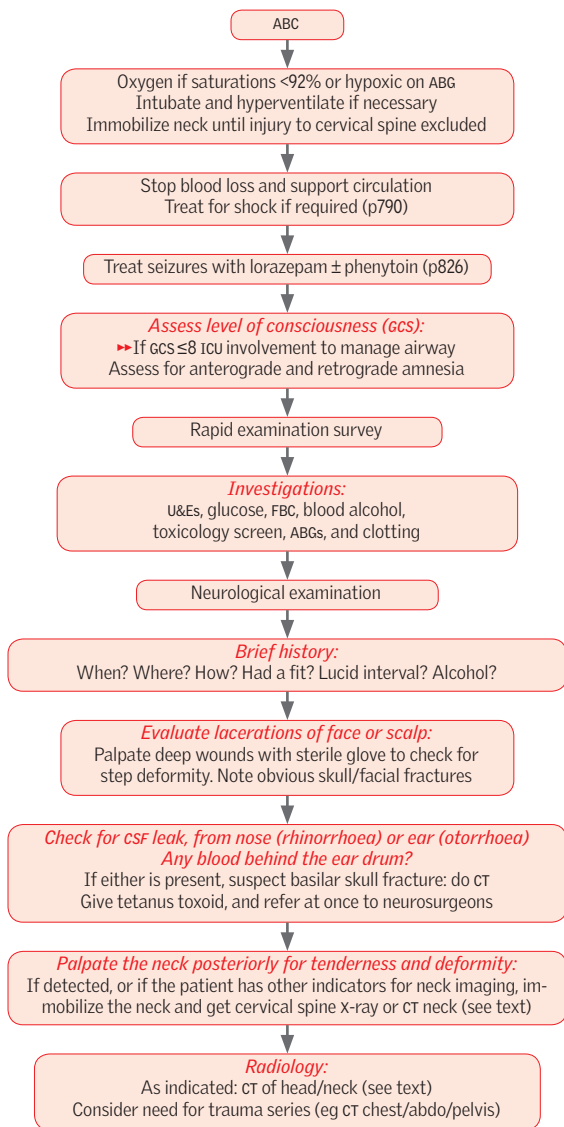 ABC
Oxygen if saturations <92% or hypoxic on ABG
Intubate and hyperventilate if necessary
Immobilize neck until injury to cervical spine excluded
Stop blood loss and support circulation
Treat for shock if required (p790)
Treat seizures with lorazepam ± phenytoin (p826)
Assess level of consciousness (GCS):
▸▸If GCS ≤8 ICU involvement to manage airway
Assess for anterograde and retrograde amnesia
Rapid examination survey
Investigations:
U&Es, glucose, FBC, blood alcohol,
toxicology screen, ABGs, and clotting
Neurological examination
Brief history:
When? Where? How? Had a fit? Lucid interval? Alcohol?
Evaluate lacerations of face or scalp:
Palpate deep wounds with sterile glove to check for
step deformity. Note obvious skull/facial fractures
Check for CSF leak, from nose (rhinorrhoea) or ear (otorrhoea)
Any blood behind the ear drum?
If either is present, suspect basilar skull fracture: do CT
Give tetanus toxoid, and refer at once to neurosurgeons
Palpate the neck posteriorly for tenderness and deformity:
If detected, or if the patient has other indicators for neck imaging, im-
mobilize the neck and get cervical spine X-ray or CT neck (see text)
Radiology:
As indicated: CT of head/neck (see text)
Consider need for trauma series (eg CT chest/abdo/pelvis)